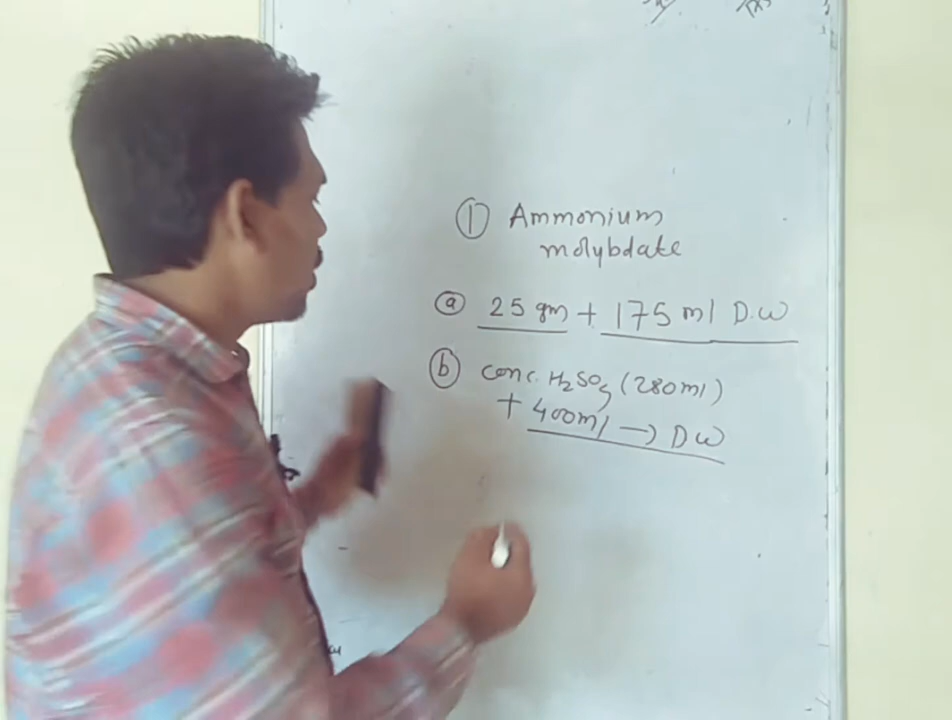 ① Ammonium
molybdate
ⓐ 25 gm + 175 ml D.W
ⓑ conc. H₂SO₄ (280ml)
+ 400ml → DW